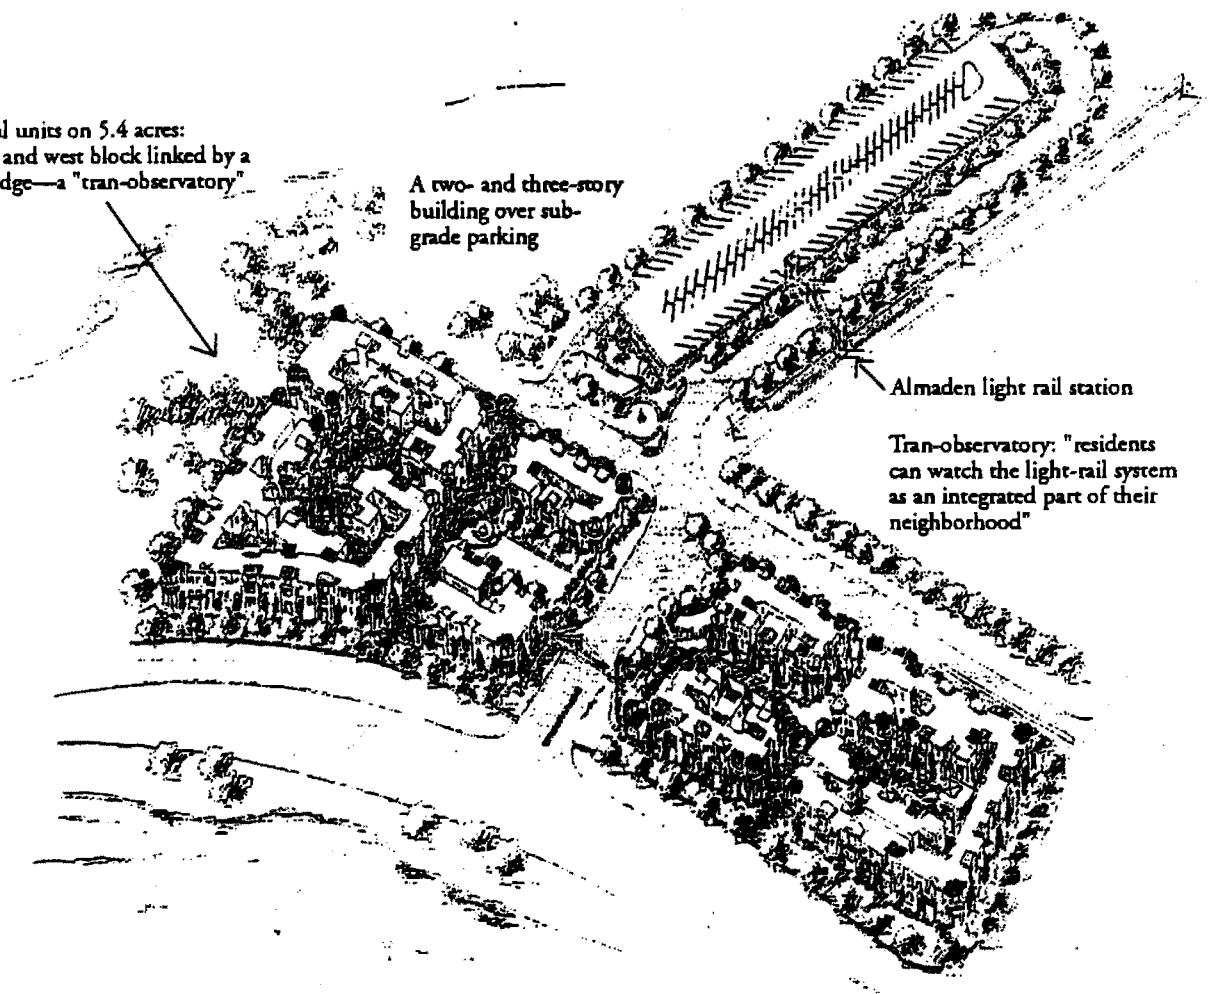 l units on 5.4 acres:
and west block linked by a
dge—a "tran-observatory"
A two- and three-story
building over sub-
grade parking
Almaden light rail station
Tran-observatory: "residents
can watch the light-rail system
as an integrated part of their
neighborhood"